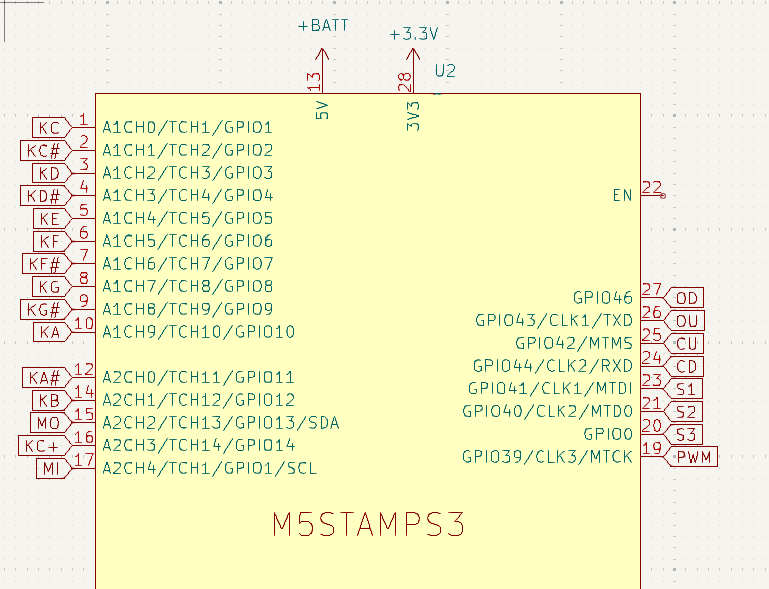 +BATT
+3.3V
U2
13
28
5V
3V3
KC 1 A1CH0/TCH1/GPIO1
KC# 2 A1CH1/TCH2/GPIO2
KD 3 A1CH2/TCH3/GPIO3
KD# 4 A1CH3/TCH4/GPIO4
EN 22
KE 5 A1CH4/TCH5/GPIO5
KF 6 A1CH5/TCH6/GPIO6
KF# 7 A1CH6/TCH7/GPIO7
KG 8 A1CH7/TCH8/GPIO8
KG# 9 A1CH8/TCH9/GPIO9
KA 10 A1CH9/TCH10/GPIO10
KA# 12 A2CH0/TCH11/GPIO11
KB 14 A2CH1/TCH12/GPIO12
MO 15 A2CH2/TCH13/GPIO13/SDA
KC+ 16 A2CH3/TCH14/GPIO14
MI 17 A2CH4/TCH1/GPIO1/SCL
GPIO46 27 OD
GPIO43/CLK1/TXD 26 OU
GPIO42/MTMS 25 CU
GPIO44/CLK2/RXD 24 CD
GPIO41/CLK1/MTDI 23 S1
GPIO40/CLK2/MTDO 21 S2
GPIO0 20 S3
GPIO39/CLK3/MTCK 19 PWM
M5STAMPS3